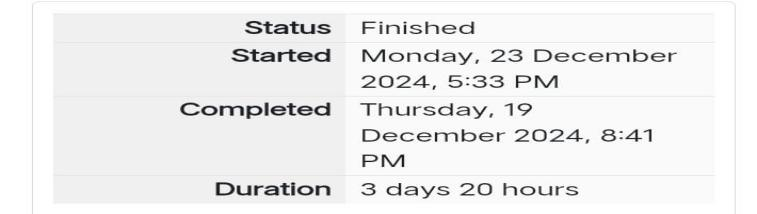 Status Finished
Started Monday, 23 December
2024, 5:33 PM
Completed Thursday, 19
December 2024, 8:41
PM
Duration 3 days 20 hours